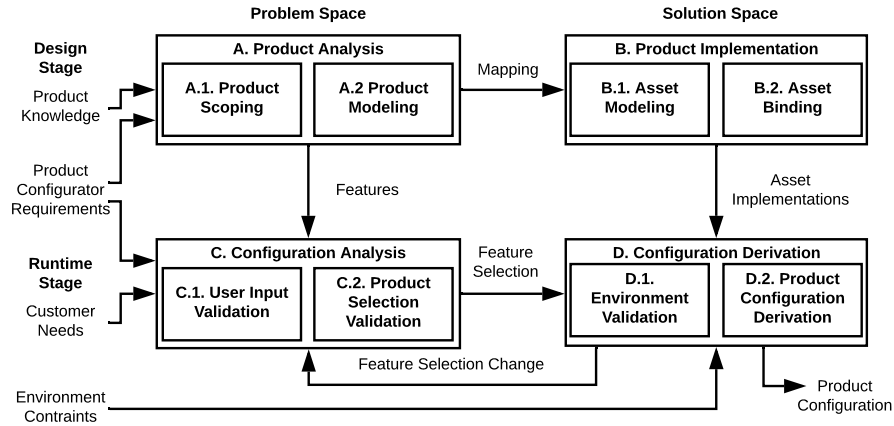 Problem Space
Solution Space
Design
Stage
A. Product Analysis
A.1. Product
Scoping
A.2 Product
Modeling
Mapping
B. Product Implementation
B.1. Asset
Modeling
B.2. Asset
Binding
Product
Knowledge
Product
Configurator
Requirements
Features
Asset
Implementations
Runtime
Stage
Customer
Needs
C. Configuration Analysis
C.1. User Input
Validation
C.2. Product
Selection
Validation
Feature
Selection
D. Configuration Derivation
D.1.
Environment
Validation
D.2. Product
Configuration
Derivation
Feature Selection Change
Environment
Contraints
Product
Configuration